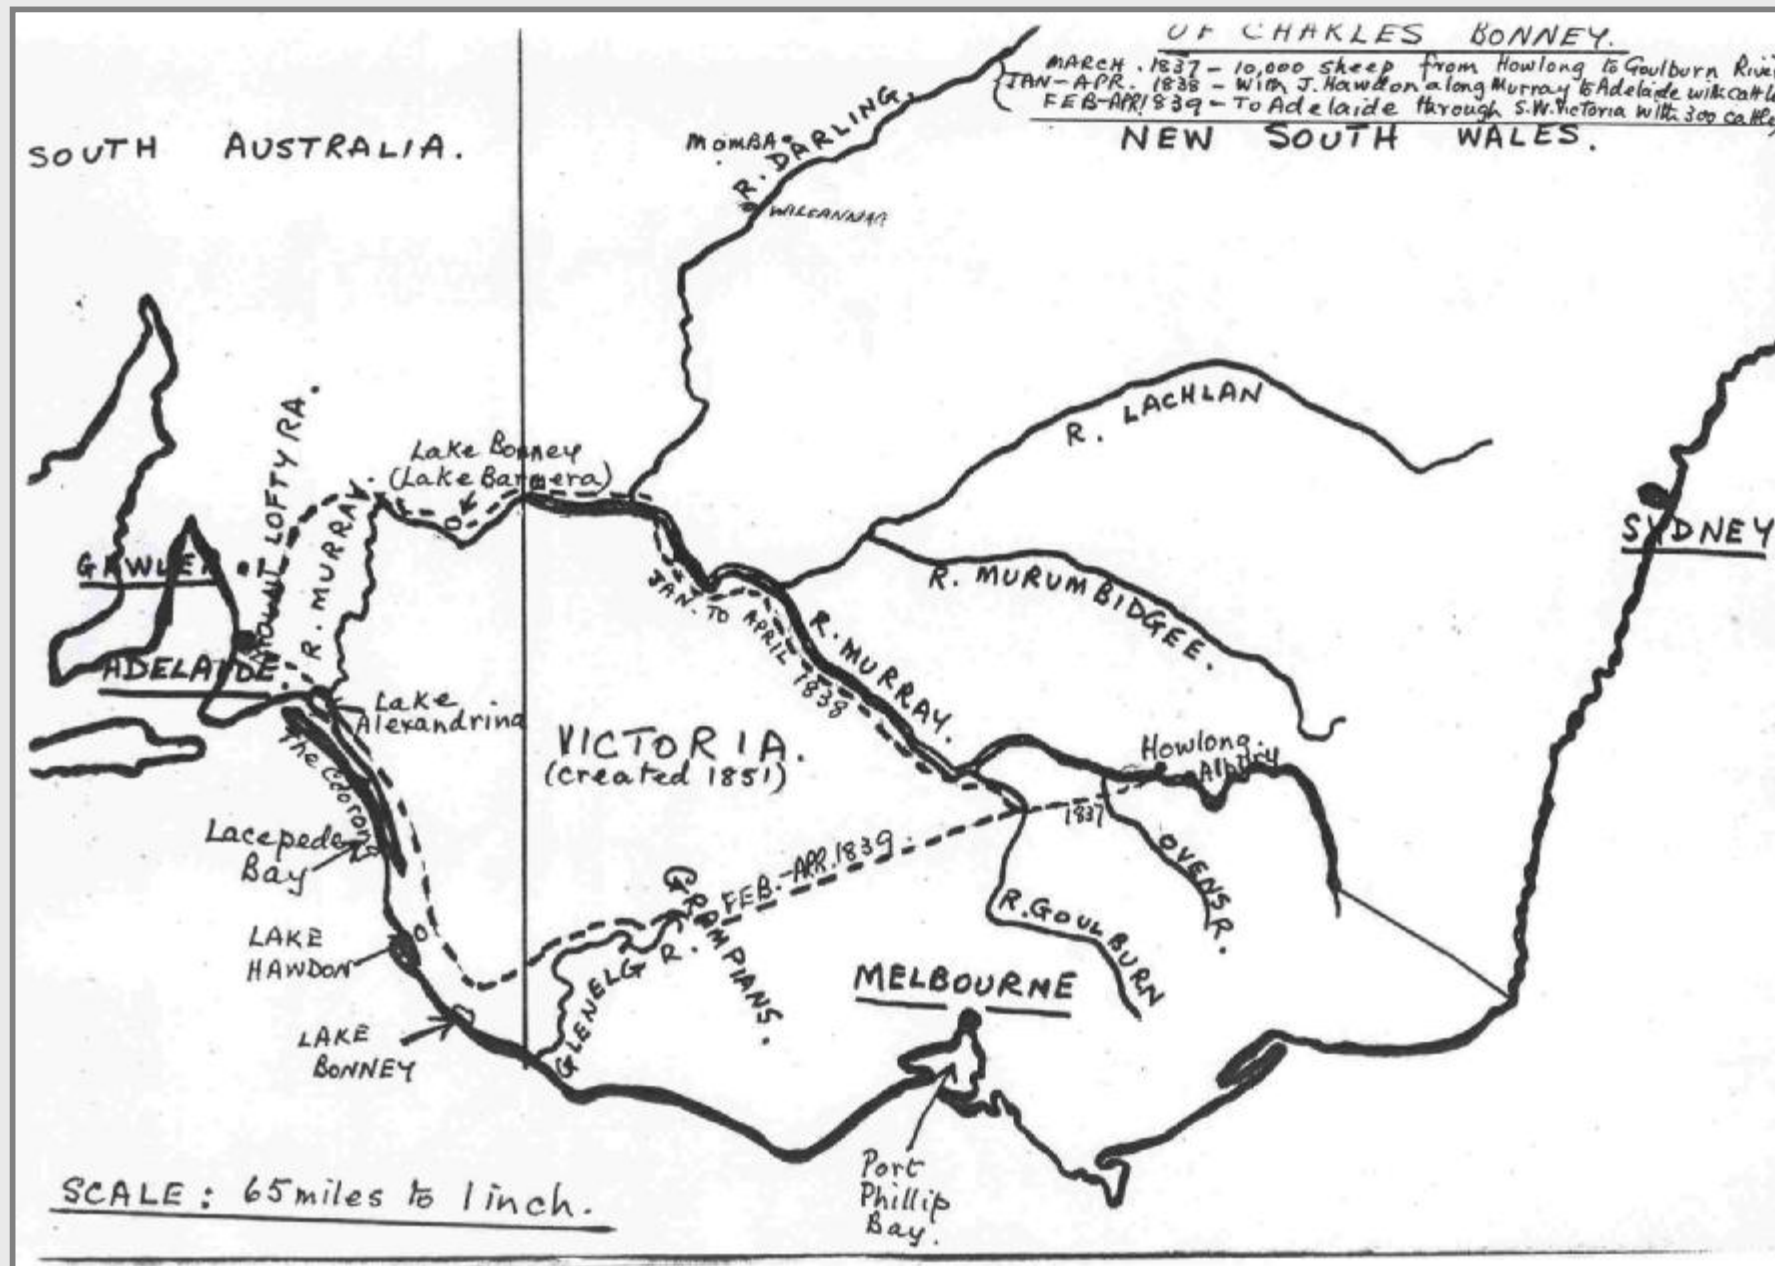 OF CHARLES BONNEY.
MARCH. 1837 - 10,000 sheep from Howlong to Goulburn River
JAN-APR. 1838 - With J. Hawdon along Murray to Adelaide with cattle
FEB-APR 1839 - To Adelaide through S.W. Victoria with 300 cattle
NEW SOUTH WALES.
SOUTH AUSTRALIA.
MOMBA
R. DARLING.
R. LACHLAN
MOUNT LOFTY RA.
Lake Bonney
(Lake Barmera)
R. MURRAY.
SYDNEY
GAWLER
R. MURUMBIDGEE.
JAN. TO APRIL 1838
R. MURRAY.
ADELAIDE
Lake
Alexandrina
The Coorong
VICTORIA.
(created 1851)
Howlong.
Albury
1837
Lacepede
Bay
FEB.-APR. 1839.
OVENS R.
GRAMPIANS.
R. GOULBURN
LAKE
HAWDON
GLENELG R.
MELBOURNE
LAKE
BONNEY
Port
Phillip
Bay.
SCALE: 65 miles to 1 inch.